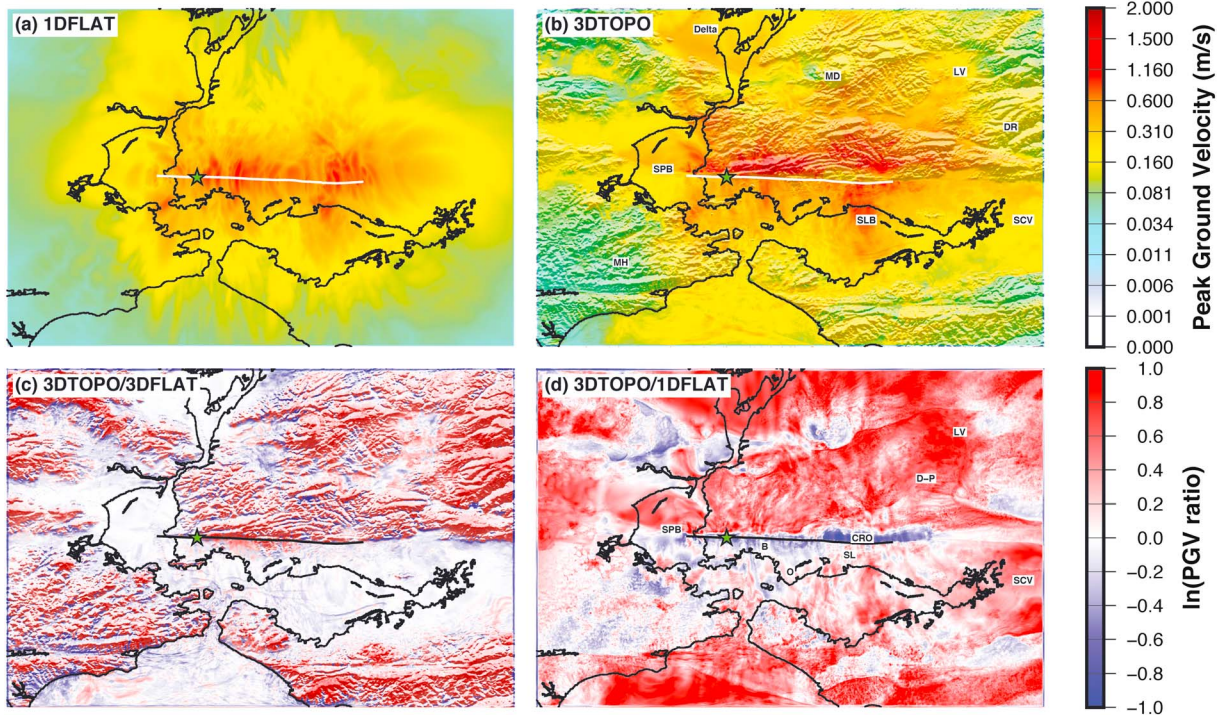 (a) 1DFLAT
(b) 3DTOPO
Delta
MD
LV
DR
SPB
SLB
SCV
MH
2.000
1.500
1.160
0.600
0.310
0.160
0.081
0.034
0.011
0.006
0.001
0.000
Peak Ground Velocity (m/s)
(c) 3DTOPO/3DFLAT
(d) 3DTOPO/1DFLAT
LV
D-P
SPB
B
CRO
SL
O
SCV
1.0
0.8
0.6
0.4
0.2
0.0
−0.2
−0.4
−0.6
−0.8
−1.0
ln(PGV ratio)